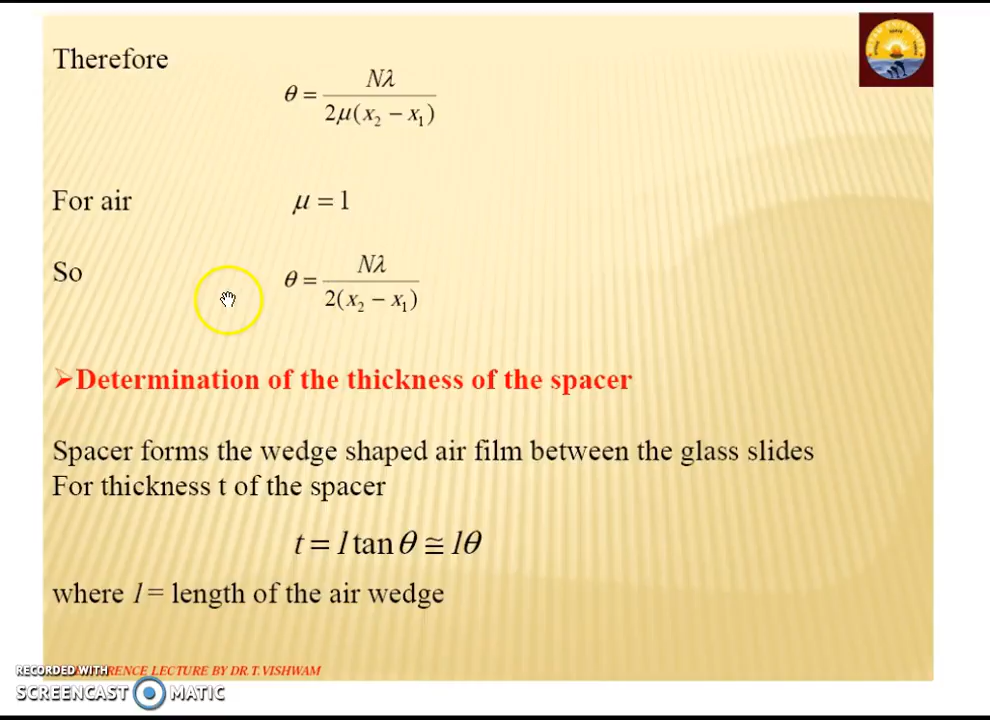 Therefore
θ = Nλ / 2μ(x₂ − x₁)
For air μ = 1
So θ = Nλ / 2(x₂ − x₁)
➢Determination of the thickness of the spacer
Spacer forms the wedge shaped air film between the glass slides
For thickness t of the spacer
t = l tan θ ≅ lθ
where l = length of the air wedge
RENCE LECTURE BY DR.T.VISHWAM
RECORDED WITH
SCREENCAST MATIC